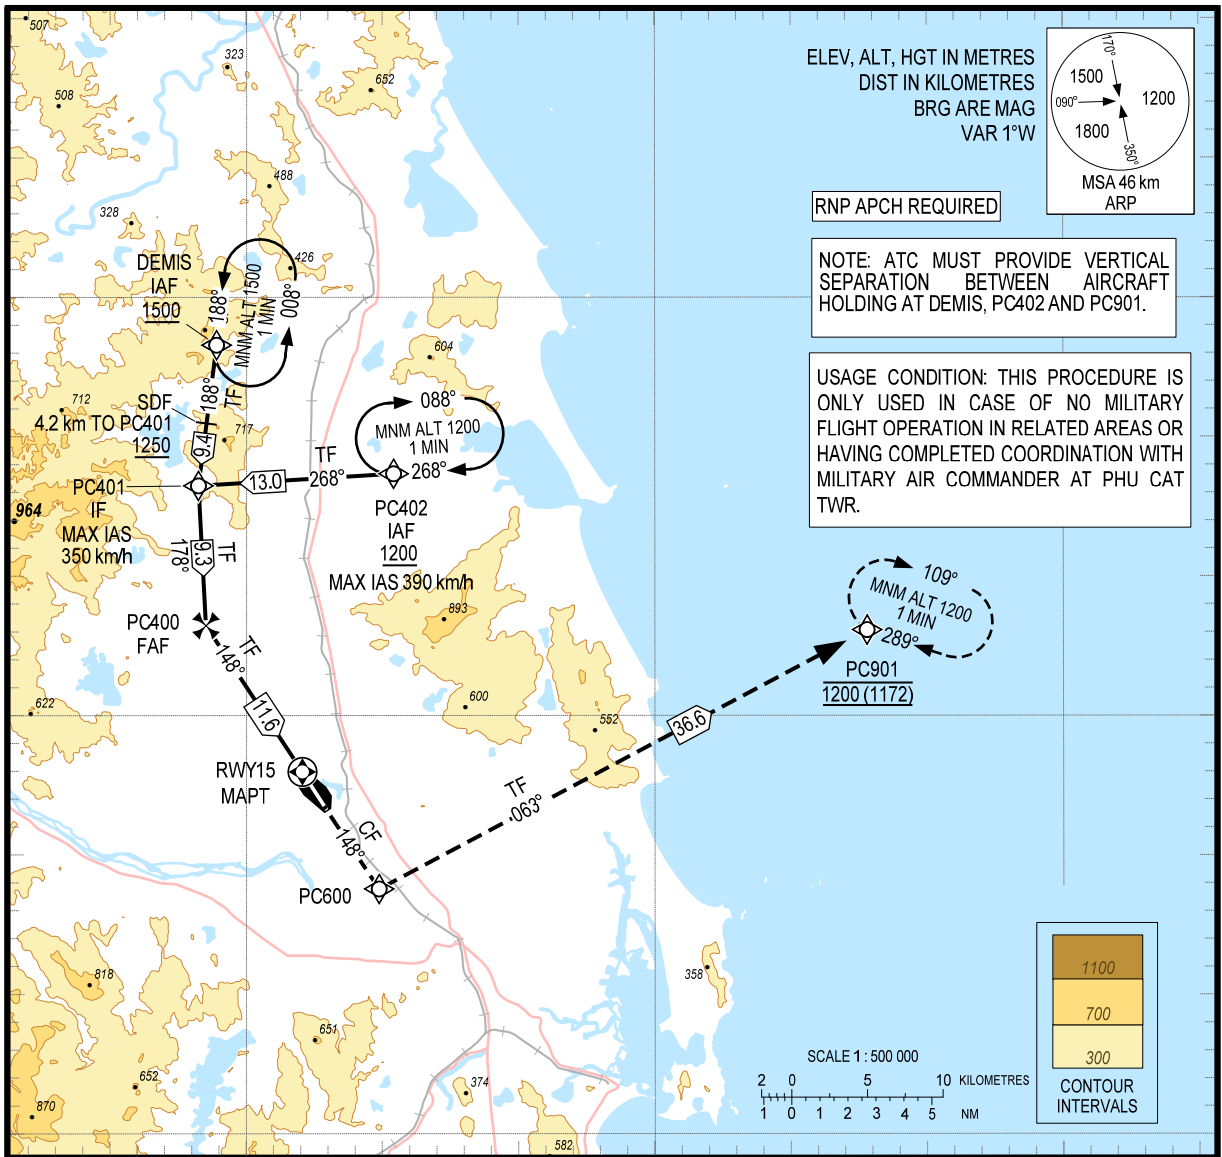 507
323
652
508
488
328
426
ELEV, ALT, HGT IN METRES
DIST IN KILOMETRES
BRG ARE MAG
VAR 1°W
170°
1500
090°
1200
1800
350°
MSA 46 km
ARP
RNP APCH REQUIRED
NOTE: ATC MUST PROVIDE VERTICAL
SEPARATION BETWEEN AIRCRAFT
HOLDING AT DEMIS, PC402 AND PC901.
USAGE CONDITION: THIS PROCEDURE IS
ONLY USED IN CASE OF NO MILITARY
FLIGHT OPERATION IN RELATED AREAS OR
HAVING COMPLETED COORDINATION WITH
MILITARY AIR COMMANDER AT PHU CAT
TWR.
DEMIS
IAF
1500
188°
MNM ALT 1500
1 MIN
008°
604
712
717
SDF
4.2 km TO PC401
1250
188°
TF
9.4
088°
MNM ALT 1200
1 MIN
268°
TF
268°
13.0
PC401
IF
MAX IAS
350 km/h
964
PC402
IAF
1200
MAX IAS 390 km/h
9.3
178°
TF
893
PC400
FAF
TF
148°
109°
MNM ALT 1200
1 MIN
289°
PC901
1200 (1172)
622
600
552
11.6
36.6
RWY15
MAPT
TF
063°
CF
148°
PC600
818
358
651
652
374
870
582
SCALE 1 : 500 000
2 0 5 10 KILOMETRES
1 0 1 2 3 4 5 NM
1100
700
300
CONTOUR
INTERVALS